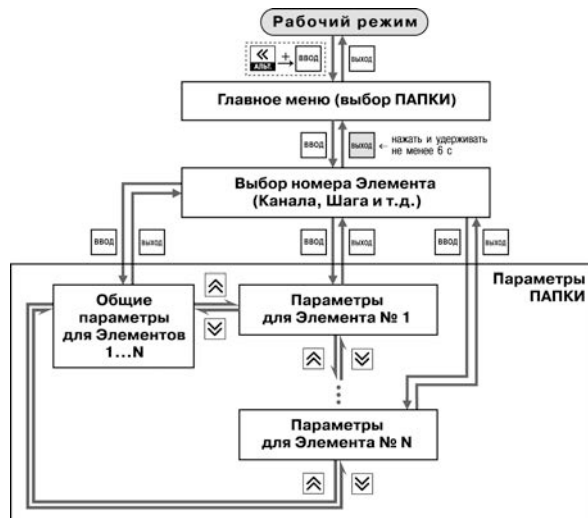 Рабочий режим
АЛЬТ. + ВВОД ВЫХОД
Главное меню (выбор ПАПКИ)
ВВОД ВЫХОД ← нажать и удерживать
не менее 6 с
Выбор номера Элемента
(Канала, Шага и т.д.)
ВВОД ВЫХОД ВВОД ВЫХОД ВВОД ВЫХОД
Параметры
ПАПКИ
Общие
параметры
для Элементов
1...N
Параметры
для Элемента № 1
Параметры
для Элемента № N